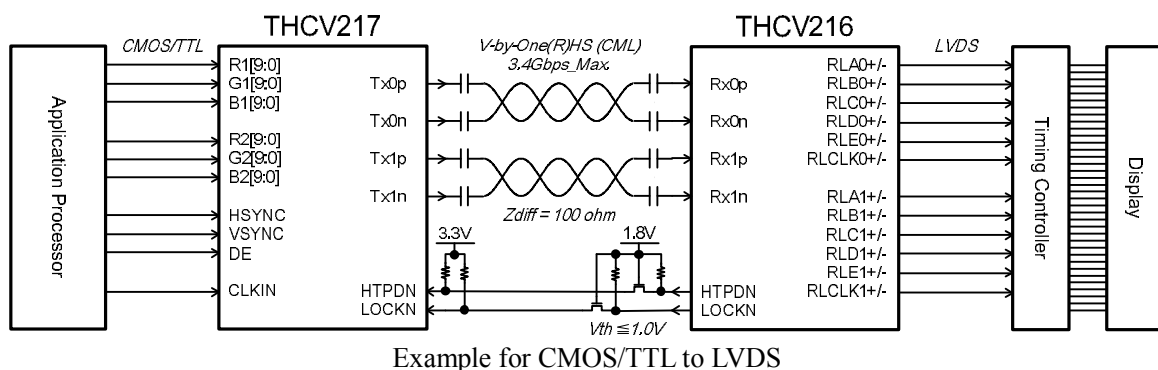 THCV217
THCV216
CMOS/TTL
V-by-One(R)HS (CML)
3.4Gbps_Max.
LVDS
Application Processor
R1[9:0]
G1[9:0]
B1[9:0]
R2[9:0]
G2[9:0]
B2[9:0]
HSYNC
VSYNC
DE
CLKIN
Tx0p
Tx0n
Tx1p
Tx1n
HTPDN
LOCKN
Zdiff = 100 ohm
3.3V
1.8V
Vth ≦1.0V
Rx0p
Rx0n
Rx1p
Rx1n
HTPDN
LOCKN
RLA0+/-
RLB0+/-
RLC0+/-
RLD0+/-
RLE0+/-
RLCLK0+/-
RLA1+/-
RLB1+/-
RLC1+/-
RLD1+/-
RLE1+/-
RLCLK1+/-
Timing Controller
Display
Example for CMOS/TTL to LVDS